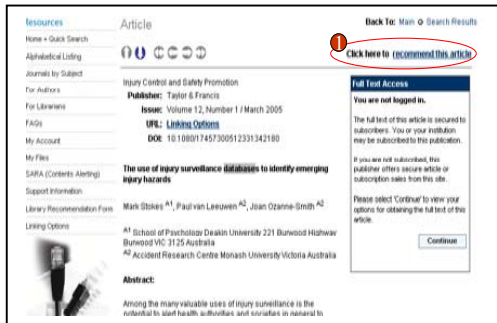 Resources
Home + Quick Search
Alphabetical Listing
Journals by Subject
For Authors
For Librarians
FAQs
My Account
My Files
SARA (Contents Alerting)
Support Information
Library Recommendation Form
Linking Options
Article
Back To: Main Search Results
1
Click here to recommend this article
Injury Control and Safety Promotion
Publisher: Taylor & Francis
Issue: Volume 12, Number 1 / March 2005
URL: Linking Options
DOI: 10.1080/17457300512331342180
The use of injury surveillance databases to identify emerging
injury hazards
Mark Stokes A1, Paul van Leeuwen A2, Joan Ozanne-Smith A2
A1 School of Psychology Deakin University 221 Burwood Highway
Burwood VIC 3125 Australia
A2 Accident Research Centre Monash University Victoria Australia
Abstract:
Among the many valuable uses of injury surveillance is the
potential to alert health authorities and societies in general to
Full Text Access
You are not logged in.
The full text of this article is secured to
subscribers. You or your institution
may be subscribed to this publication.
If you are not subscribed, this
publisher offers secure article or
subscription sales from this site.
Please select 'Continue' to view your
options for obtaining the full text of this
article.
Continue